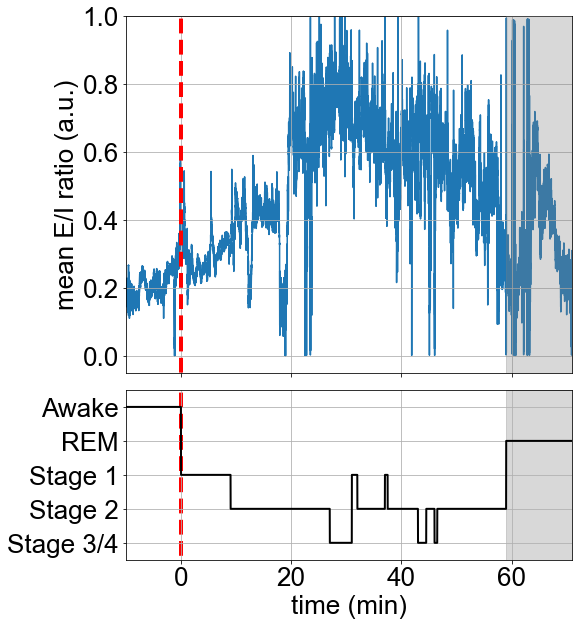 mean E/I ratio (a.u.)
1.0
0.8
0.6
0.4
0.2
0.0
Awake
REM
Stage 1
Stage 2
Stage 3/4
0 20 40 60
time (min)